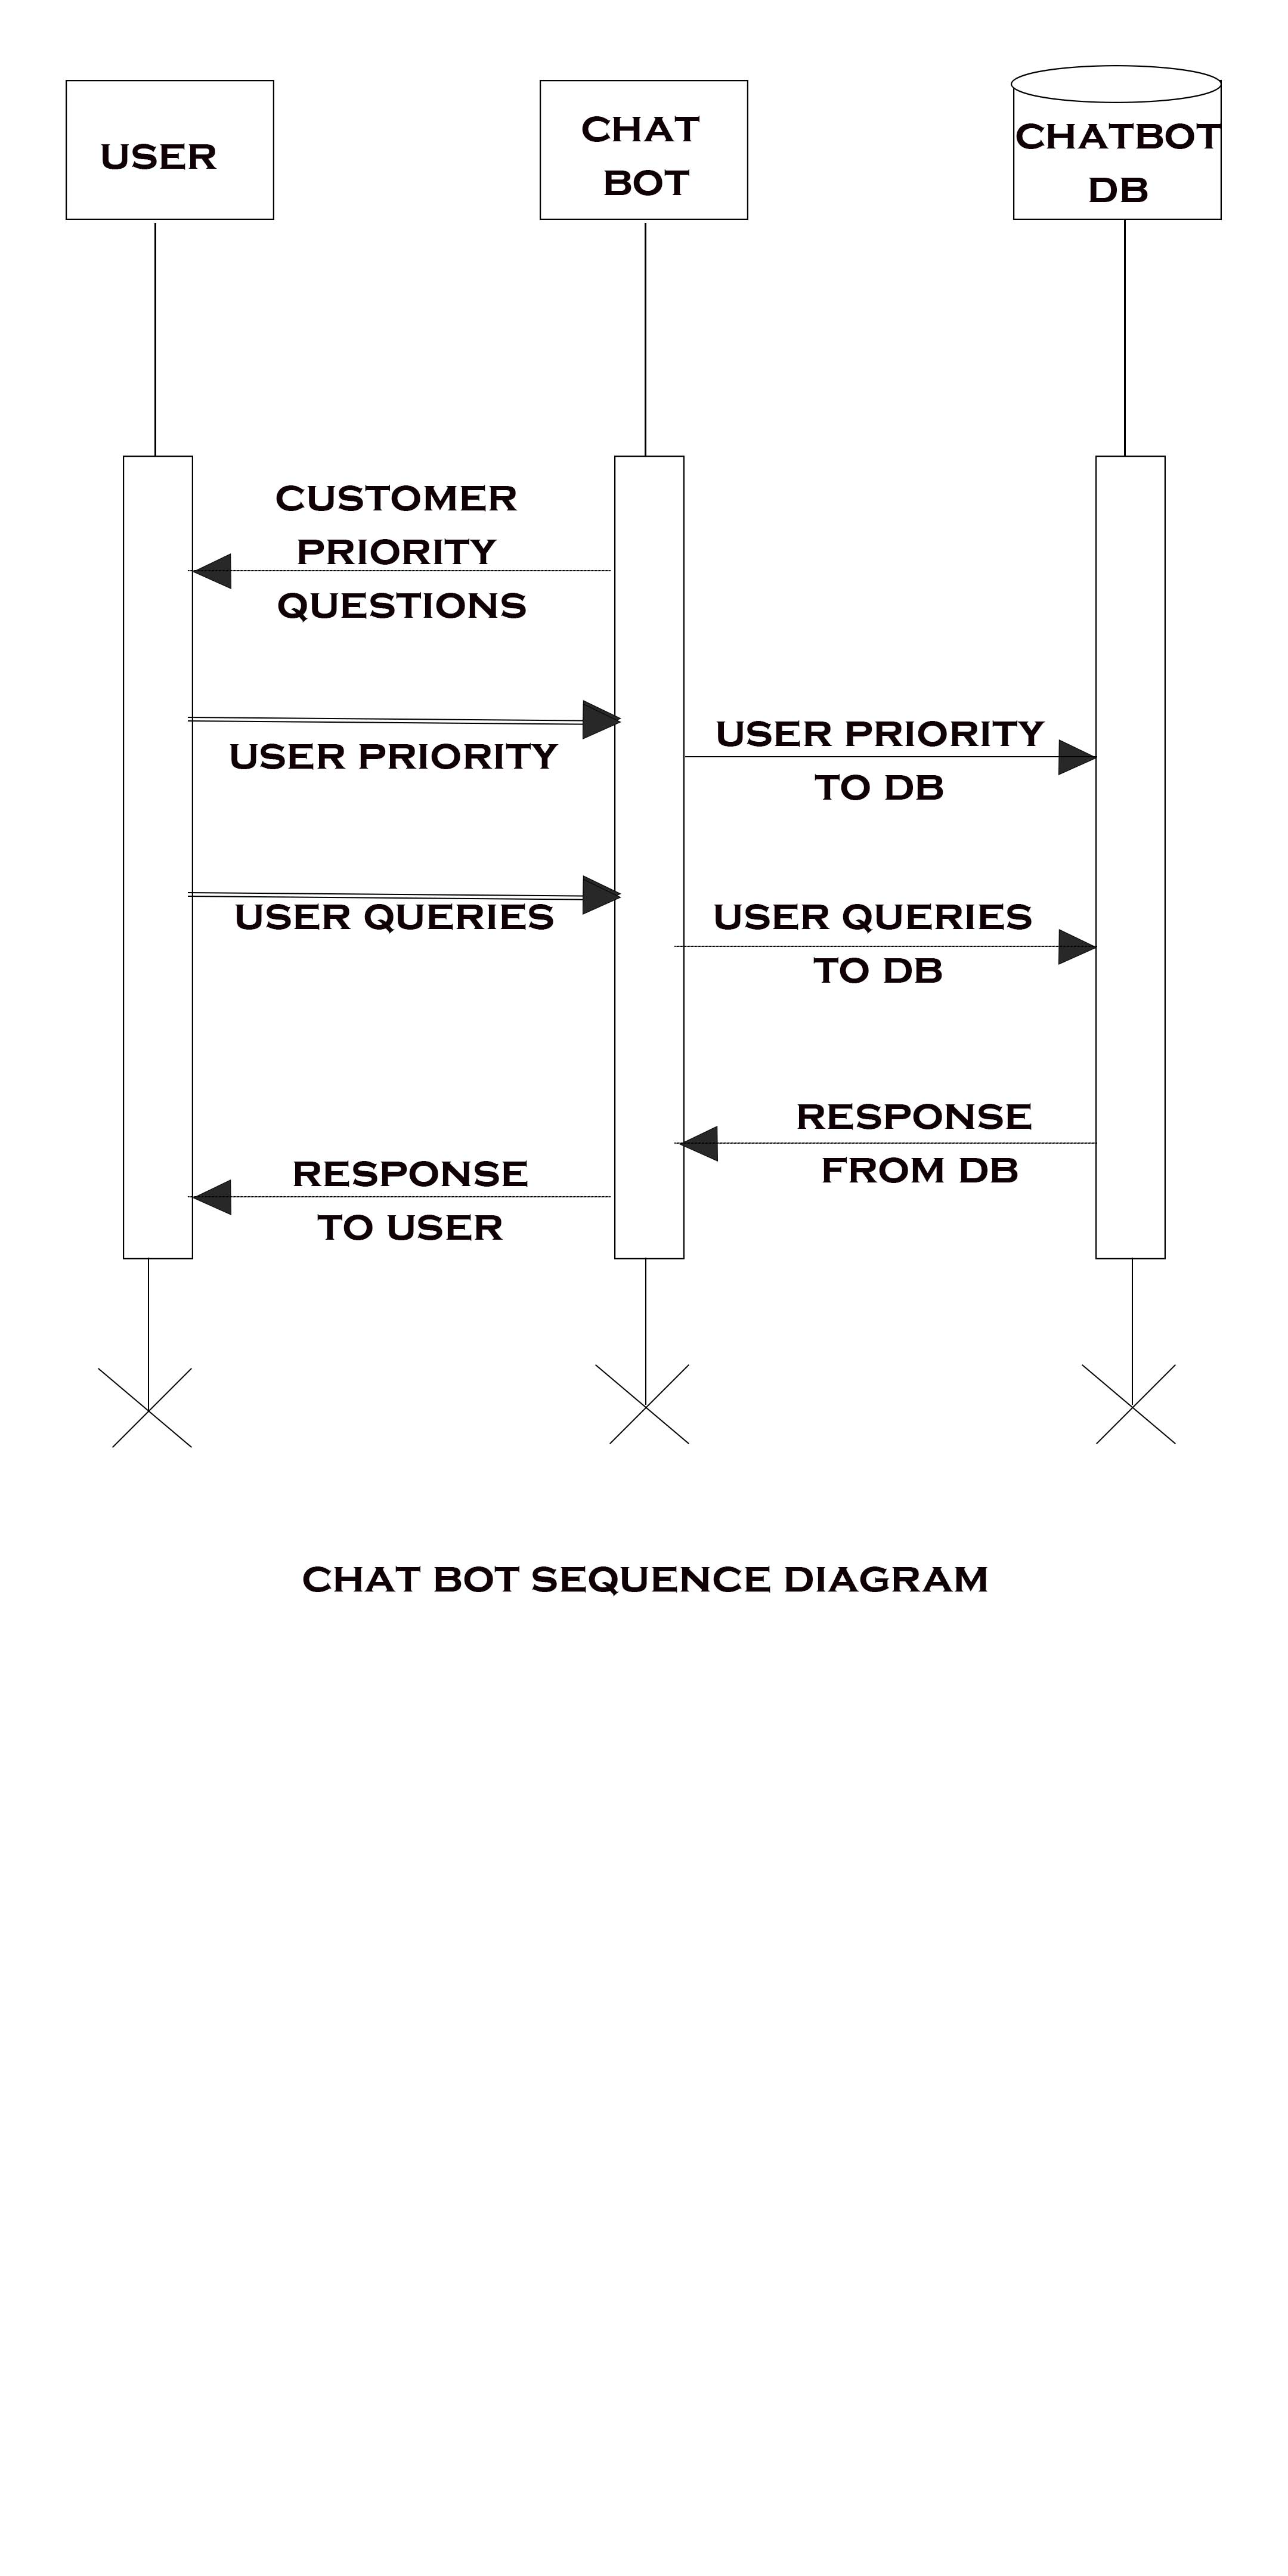 USER
CHAT
BOT
CHATBOT
DB
CUSTOMER
PRIORITY
QUESTIONS
USER PRIORITY
USER PRIORITY
TO DB
USER QUERIES
USER QUERIES
TO DB
RESPONSE
FROM DB
RESPONSE
TO USER
CHAT BOT SEQUENCE DIAGRAM